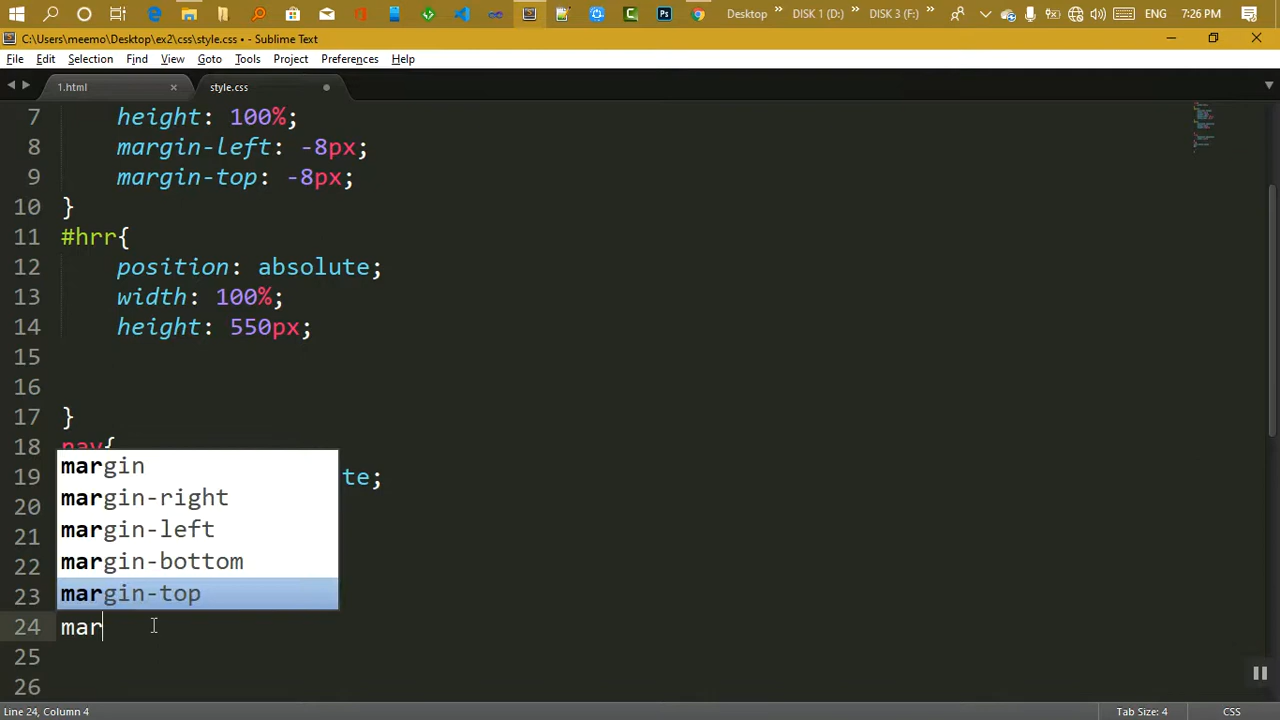 Desktop DISK 1 (D:) DISK 3 (F:) ENG 7:26 PM
C:\Users\meemo\Desktop\ex2\css\style.css • - Sublime Text
File Edit Selection Find View Goto Tools Project Preferences Help
1.html style.css
7 height: 100%;
8 margin-left: -8px;
9 margin-top: -8px;
10 }
11 #hrr{
12 position: absolute;
13 width: 100%;
14 height: 550px;
15
16
17 }
18 nav{
19 te;
20
21
22
23
margin
margin-right
margin-left
margin-bottom
margin-top
24 mar
25
26
Line 24, Column 4 Tab Size: 4 CSS